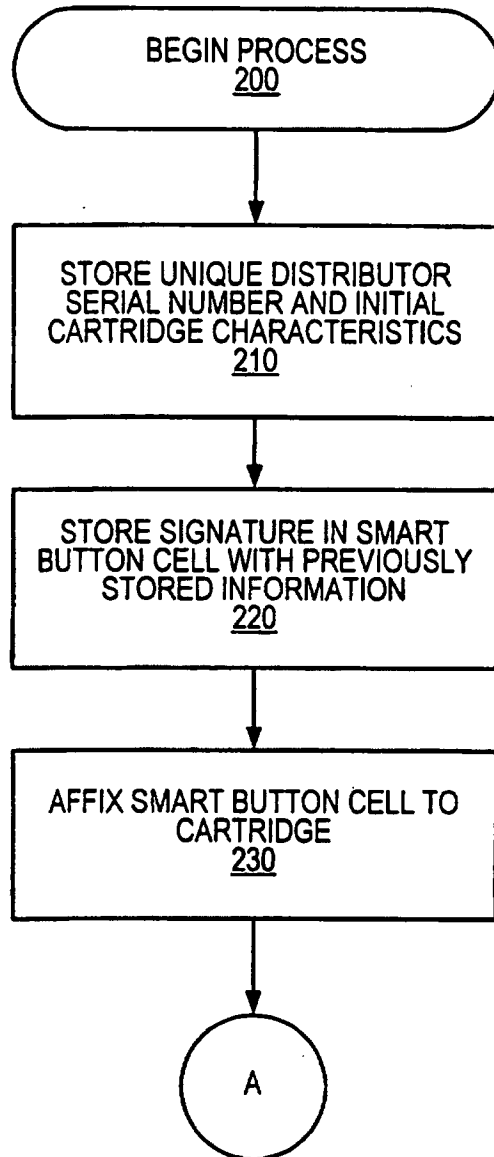 BEGIN PROCESS
200
STORE UNIQUE DISTRIBUTOR
SERIAL NUMBER AND INITIAL
CARTRIDGE CHARACTERISTICS
210
STORE SIGNATURE IN SMART
BUTTON CELL WITH PREVIOUSLY
STORED INFORMATION
220
AFFIX SMART BUTTON CELL TO
CARTRIDGE
230
A